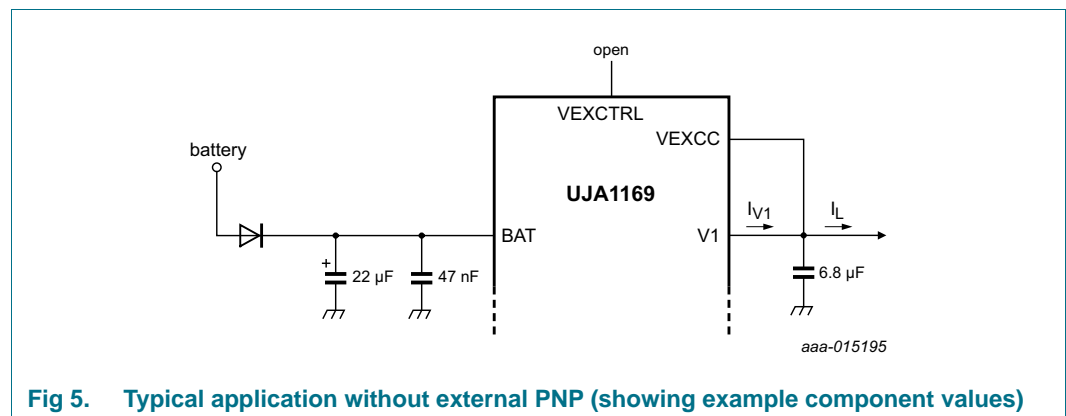 open
VEXCTRL
VEXCC
battery
UJA1169
I_V1
I_L
BAT
V1
+
22 μF
47 nF
6.8 μF
aaa-015195
Fig 5. Typical application without external PNP (showing example component values)